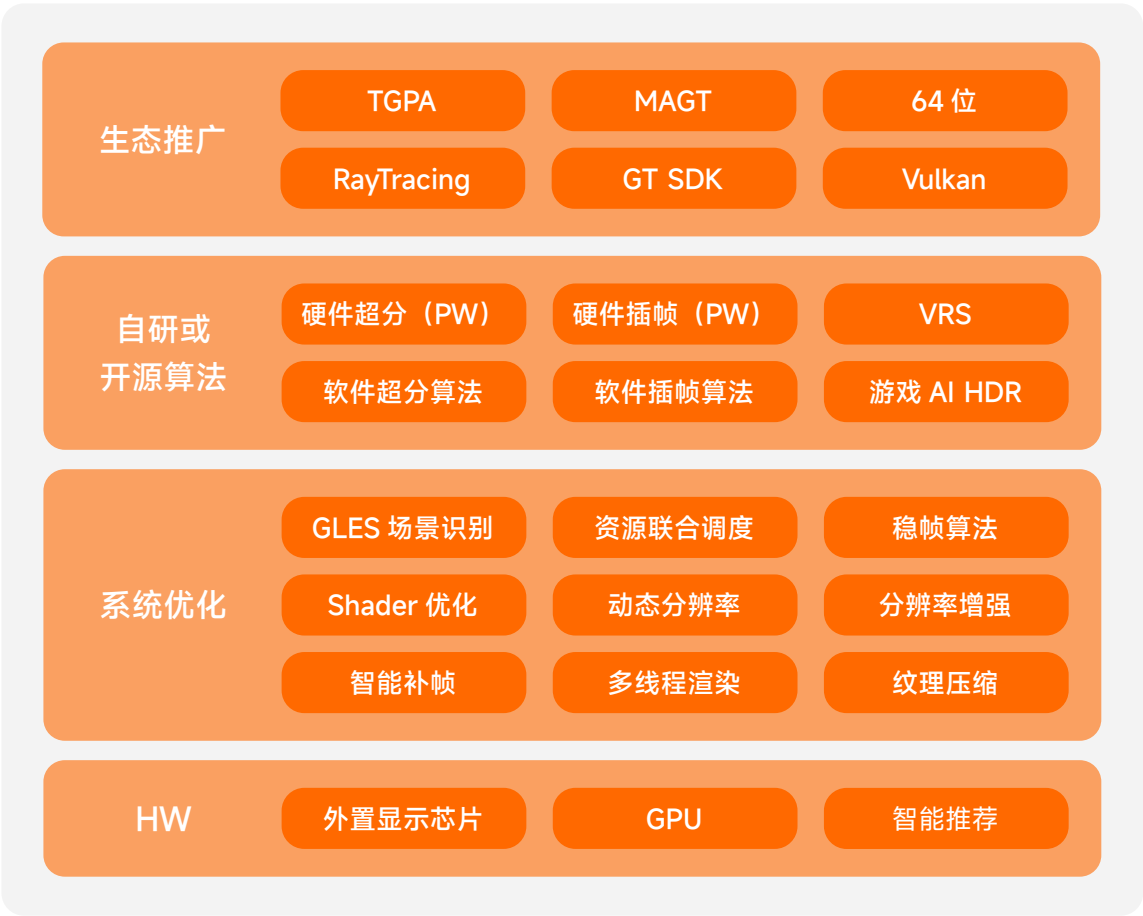 生态推广
TGPA
MAGT
64 位
RayTracing
GT SDK
Vulkan
自研或
开源算法
硬件超分（PW）
硬件插帧（PW）
VRS
软件超分算法
软件插帧算法
游戏 AI HDR
系统优化
GLES 场景识别
资源联合调度
稳帧算法
Shader 优化
动态分辨率
分辨率增强
智能补帧
多线程渲染
纹理压缩
HW
外置显示芯片
GPU
智能推荐